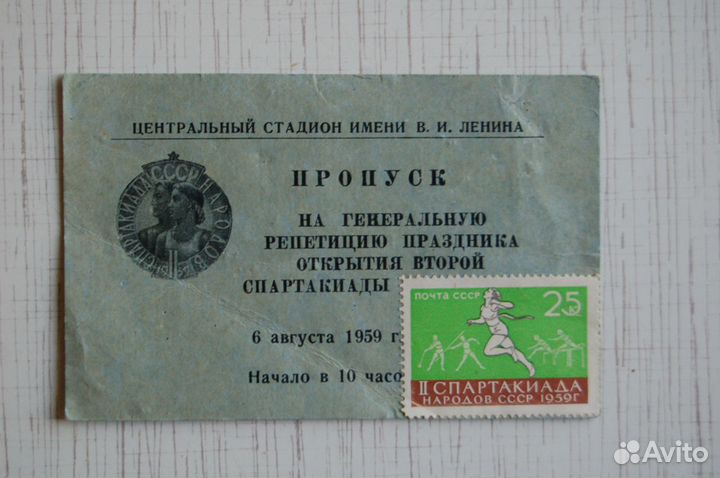 ЦЕНТРАЛЬНЫЙ СТАДИОН ИМЕНИ В. И. ЛЕНИНА
СПАРТАКИАДА СССР НАРОДОВ
II
ПРОПУСК
НА ГЕНЕРАЛЬНУЮ
РЕПЕТИЦИЮ ПРАЗДНИКА
ОТКРЫТИЯ ВТОРОЙ
СПАРТАКИАДЫ
6 августа 1959 г
Начало в 10 часо
ПОЧТА СССР
25 К
II СПАРТАКИАДА
НАРОДОВ СССР 1959Г
Avito